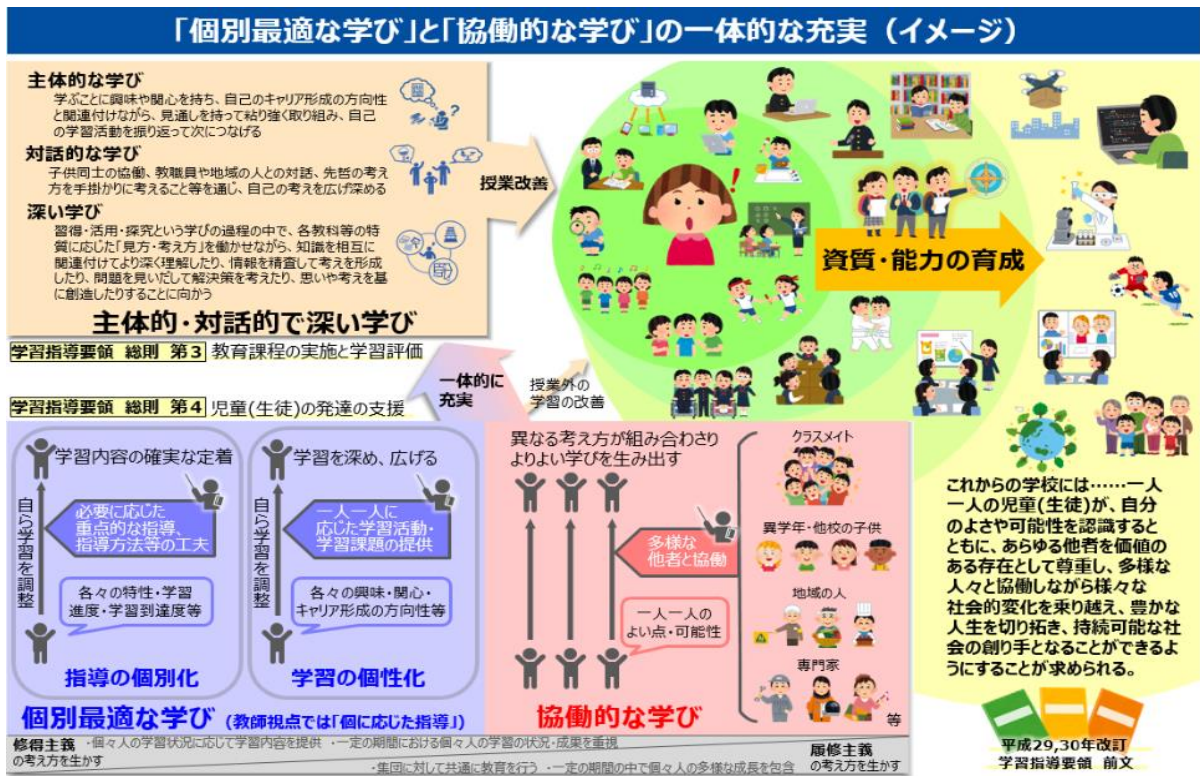 「個別最適な学び」と「協働的な学び」の一体的な充実（イメージ）
主体的な学び
学ぶことに興味や関心を持ち、自己のキャリア形成の方向性
と関連付けながら、見通しを持って粘り強く取り組み、自己
の学習活動を振り返って次につなげる
対話的な学び
子供同士の協働、教職員や地域の人との対話、先哲の考え
方を手掛かりに考えること等を通じ、自己の考えを広げ深める
深い学び
習得・活用・探究という学びの過程の中で、各教科等の特
質に応じた「見方・考え方」を働かせながら、知識を相互に
関連付けてより深く理解したり、情報を精査して考えを形成
したり、問題を見いだして解決策を考えたり、思いや考えを基
に創造したりすることに向かう
主体的・対話的で深い学び
授業改善
資質・能力の育成
学習指導要領 総則 第3 教育課程の実施と学習評価
学習指導要領 総則 第4 児童(生徒)の発達の支援
一体的に
充実
授業外の
学習の改善
学習内容の確実な定着
自ら学習を調整
必要に応じた
重点的な指導、
指導方法等の工夫
各々の特性・学習
進度・学習到達度等
指導の個別化
学習を深め、広げる
自ら学習を調整
一人一人に
応じた学習活動・
学習課題の提供
各々の興味・関心・
キャリア形成の方向性等
学習の個性化
個別最適な学び (教師視点では「個に応じた指導」)
異なる考え方が組み合わさり
よりよい学びを生み出す
多様な
他者と協働
一人一人の
よい点・可能性
クラスメイト
異学年・他校の子供
地域の人
専門家
等
協働的な学び
これからの学校には……一人
一人の児童(生徒)が、自分
のよさや可能性を認識すると
ともに、あらゆる他者を価値の
ある存在として尊重し、多様な
人々と協働しながら様々な
社会的変化を乗り越え、豊かな
人生を切り拓き、持続可能な社
会の創り手となることができるよ
うにすることが求められる。
平成29,30年改訂
学習指導要領 前文
修得主義
の考え方を生かす
・個々人の学習状況に応じて学習内容を提供 ・一定の期間における個々人の学習の状況・成果を重視
履修主義
の考え方を生かす
・集団に対して共通に教育を行う ・一定の期間の中で個々人の多様な成長を包含